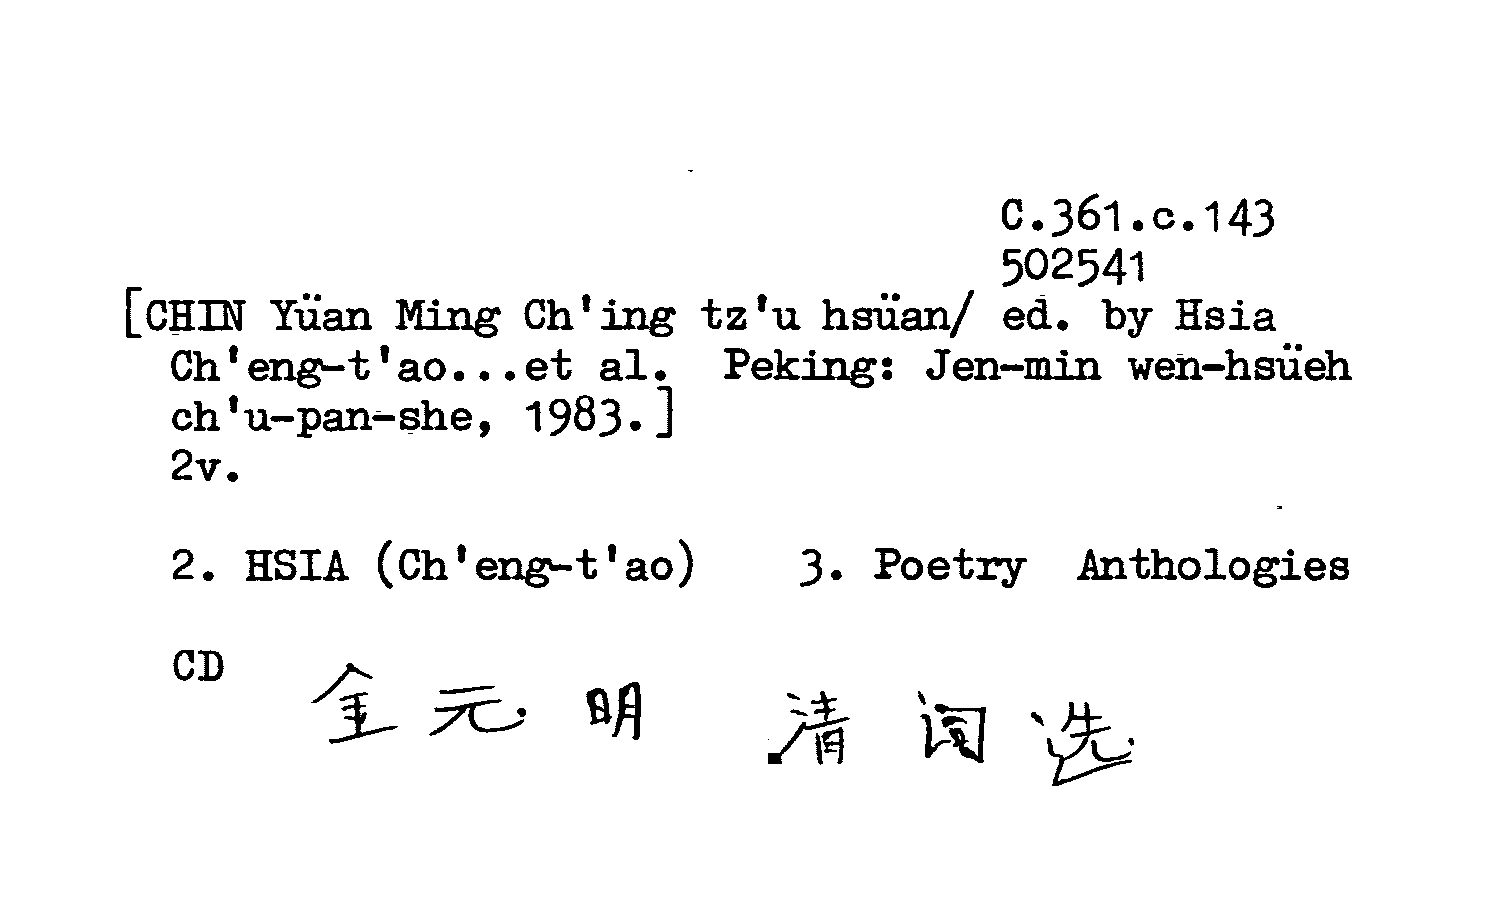 C.361.c.143
502541
[CHIN Yüan Ming Ch'ing tz'u hsüan/ ed. by Hsia
Ch'eng-t'ao...et al.  Peking: Jen-min wen-hsüeh
ch'u-pan-she, 1983.]
2v.
2. HSIA (Ch'eng-t'ao)    3. Poetry  Anthologies
CD
金元明 清词选